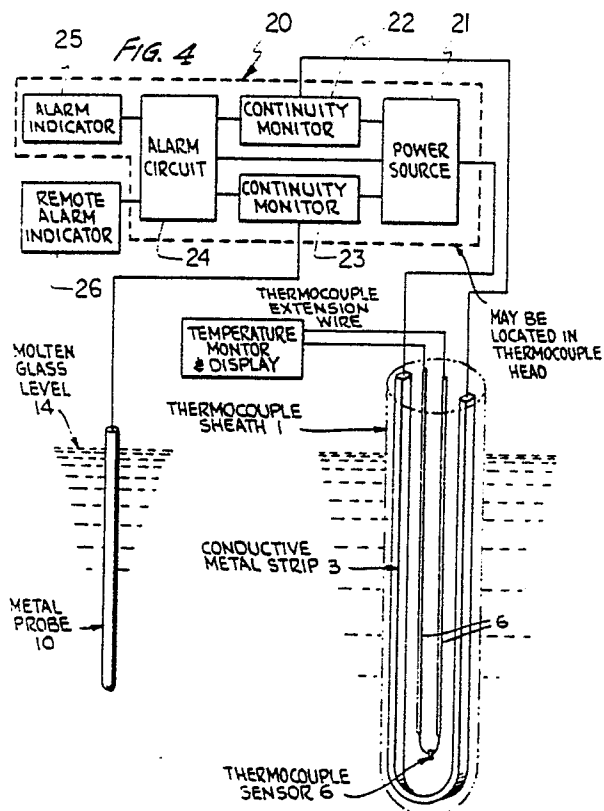 FIG. 4
25
20
22
21
ALARM
INDICATOR
ALARM
CIRCUIT
CONTINUITY
MONITOR
POWER
SOURCE
CONTINUITY
MONITOR
REMOTE
ALARM
INDICATOR
24
23
26
THERMOCOUPLE
EXTENSION
WIRE
MAY BE
LOCATED IN
THERMOCOUPLE
HEAD
TEMPERATURE
MONTOR
& DISPLAY
MOLTEN
GLASS
LEVEL
14
THERMOCOUPLE
SHEATH 1
CONDUCTIVE
METAL STRIP 3
6
METAL
PROBE
10
THERMOCOUPLE
SENSOR 6